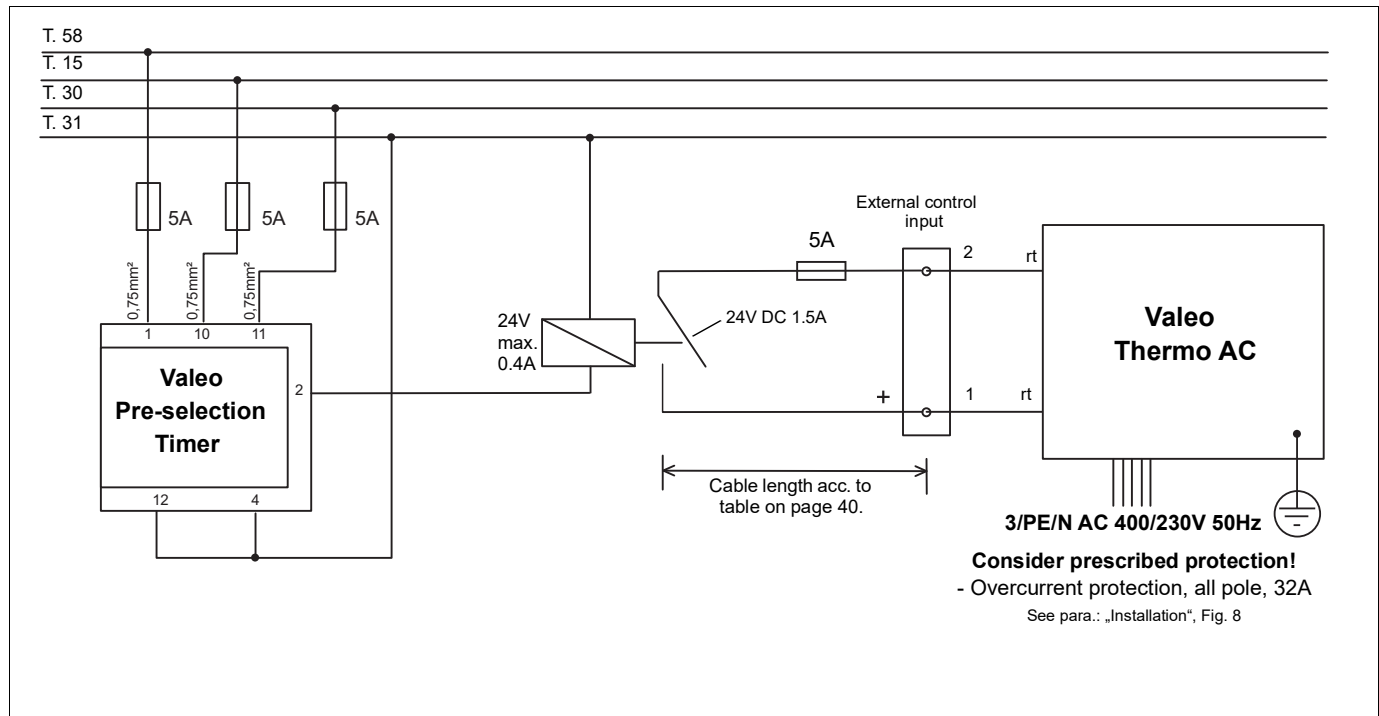 T. 58
T. 15
T. 30
T. 31
5A
5A
5A
0,75mm²
0,75mm²
0,75mm²
1
10
11
Valeo
Pre-selection
Timer
2
12
4
24V
max.
0.4A
24V DC 1.5A
5A
External control
input
2
rt
+
1
rt
Valeo
Thermo AC
Cable length acc. to
table on page 40.
3/PE/N AC 400/230V 50Hz
Consider prescribed protection!
- Overcurrent protection, all pole, 32A
See para.: „Installation“, Fig. 8